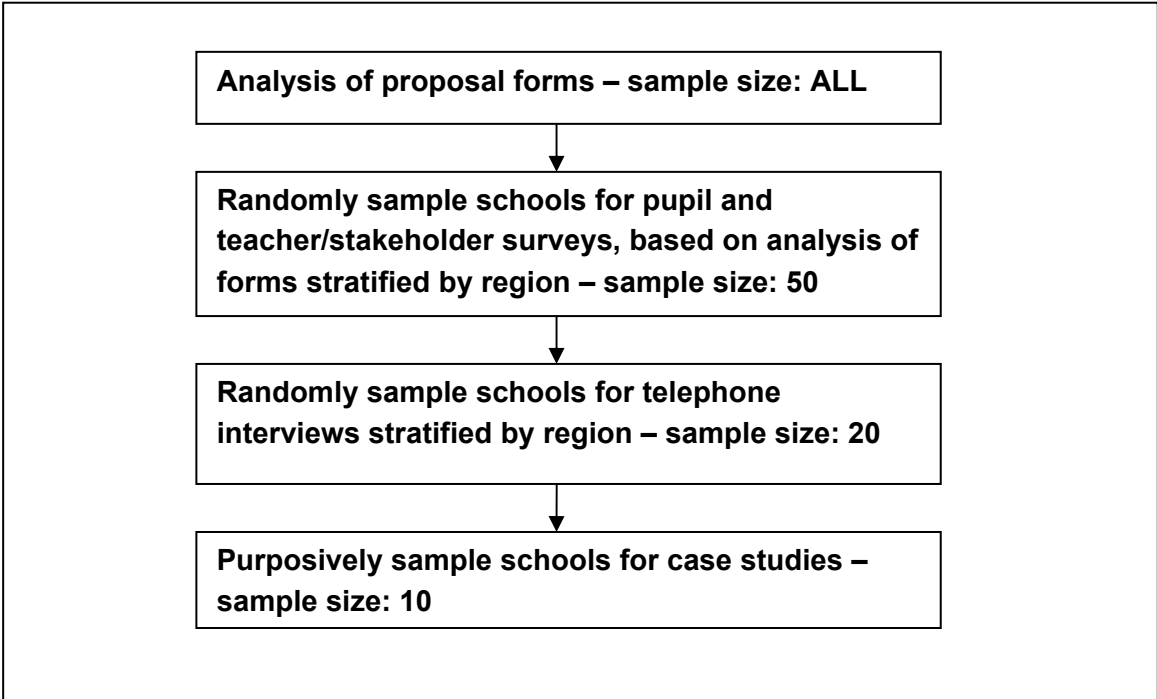 Analysis of proposal forms – sample size: ALL
Randomly sample schools for pupil and
teacher/stakeholder surveys, based on analysis of
forms stratified by region – sample size: 50
Randomly sample schools for telephone
interviews stratified by region – sample size: 20
Purposively sample schools for case studies –
sample size: 10